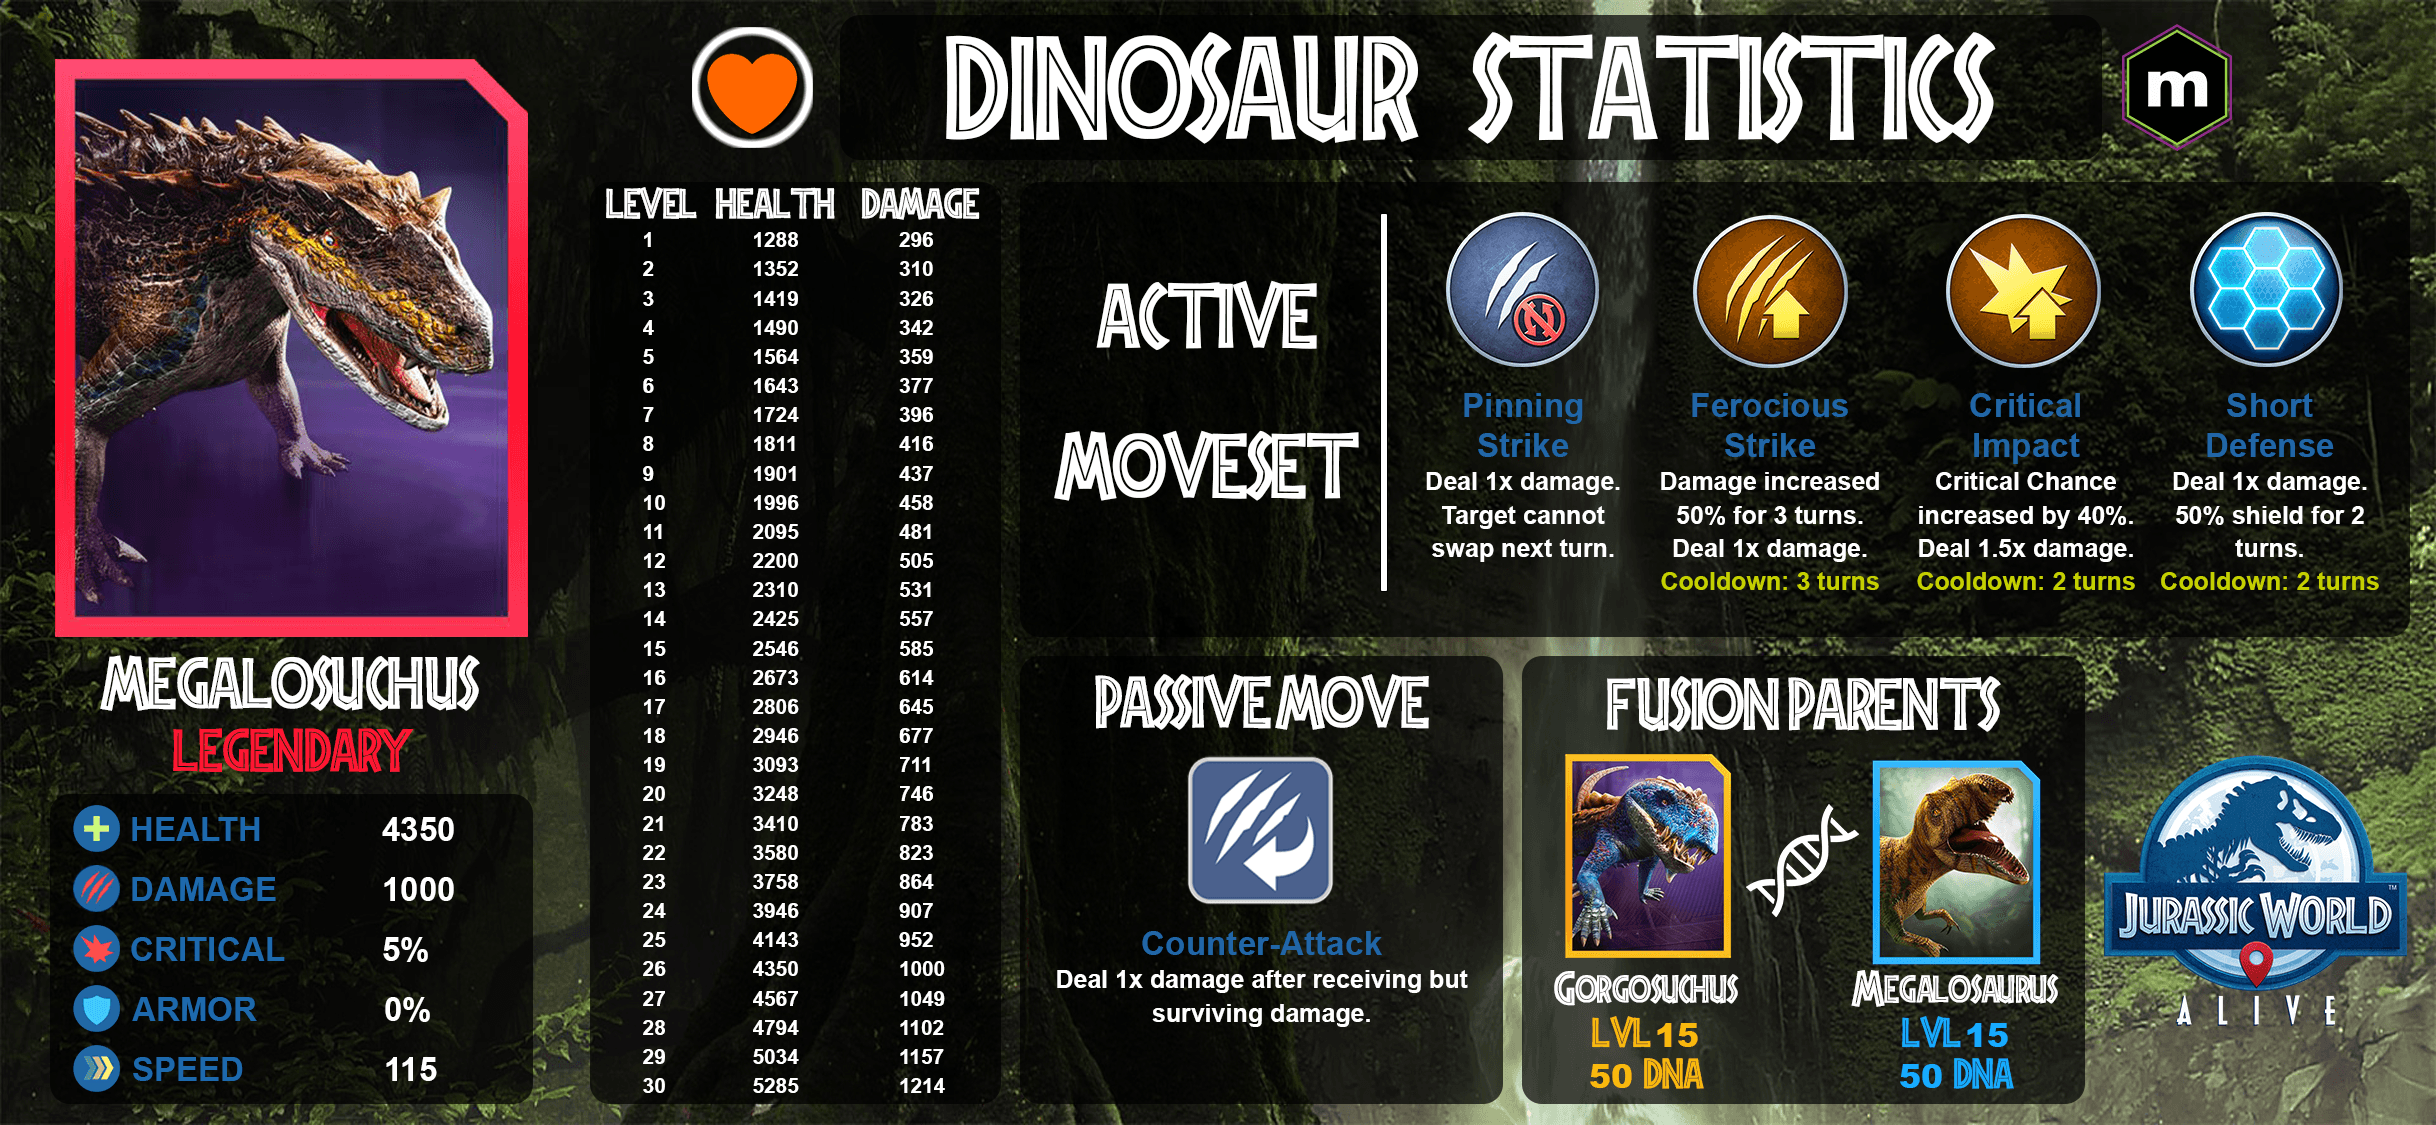 DINOSAUR STATISTICS
m
MEGALOSUCHUS
LEGENDARY
HEALTH 4350
DAMAGE 1000
CRITICAL 5%
ARMOR 0%
SPEED 115
LEVEL HEALTH DAMAGE
1 1288 296
2 1352 310
3 1419 326
4 1490 342
5 1564 359
6 1643 377
7 1724 396
8 1811 416
9 1901 437
10 1996 458
11 2095 481
12 2200 505
13 2310 531
14 2425 557
15 2546 585
16 2673 614
17 2806 645
18 2946 677
19 3093 711
20 3248 746
21 3410 783
22 3580 823
23 3758 864
24 3946 907
25 4143 952
26 4350 1000
27 4567 1049
28 4794 1102
29 5034 1157
30 5285 1214
ACTIVE
MOVESET
Pinning
Strike
Deal 1x damage.
Target cannot
swap next turn.
Ferocious
Strike
Damage increased
50% for 3 turns.
Deal 1x damage.
Cooldown: 3 turns
Critical
Impact
Critical Chance
increased by 40%.
Deal 1.5x damage.
Cooldown: 2 turns
Short
Defense
Deal 1x damage.
50% shield for 2
turns.
Cooldown: 2 turns
PASSIVE MOVE
Counter-Attack
Deal 1x damage after receiving but
surviving damage.
FUSION PARENTS
GORGOSUCHUS
LVL 15
50 DNA
MEGALOSAURUS
LVL 15
50 DNA
JURASSIC WORLD™
ALIVE